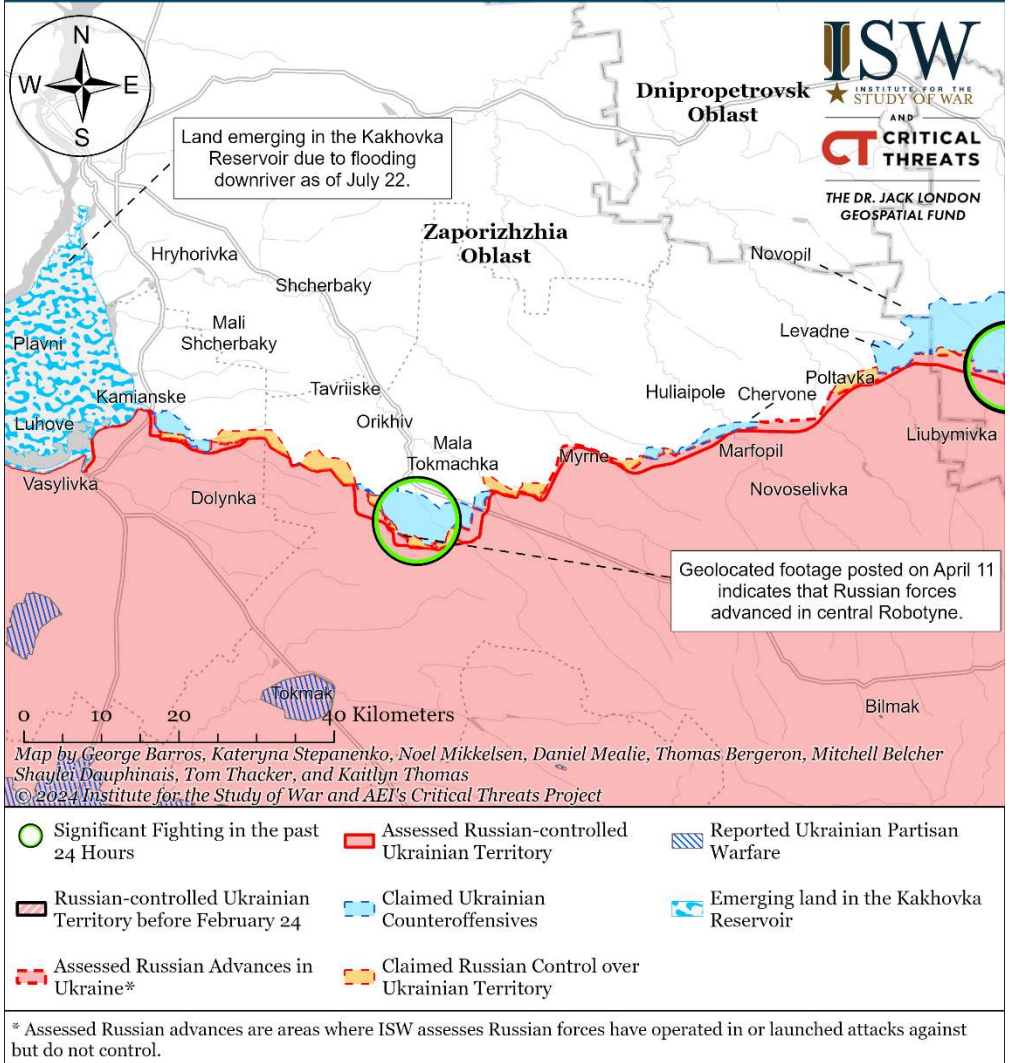 N
W
E
S
ISW
INSTITUTE FOR THE
STUDY OF WAR
AND
CT CRITICAL
THREATS
THE DR. JACK LONDON
GEOSPATIAL FUND
Dnipropetrovsk
Oblast
Land emerging in the Kakhovka
Reservoir due to flooding
downriver as of July 22.
Zaporizhzhia
Oblast
Hryhorivka
Novopil
Shcherbaky
Mali
Shcherbaky
Levadne
Plavni
Poltavka
Tavriiske
Huliaipole
Chervone
Kamianske
Orikhiv
Luhove
Liubymivka
Mala
Tokmachka
Myrne
Marfopil
Vasylivka
Dolynka
Novoselivka
Geolocated footage posted on April 11
indicates that Russian forces
advanced in central Robotyne.
Tokmak
Bilmak
0
10
20
40 Kilometers
Map by George Barros, Kateryna Stepanenko, Noel Mikkelsen, Daniel Mealie, Thomas Bergeron, Mitchell Belcher
Shaylei Dauphinais, Tom Thacker, and Kaitlyn Thomas
© 2024 Institute for the Study of War and AEI's Critical Threats Project
Significant Fighting in the past
24 Hours
Assessed Russian-controlled
Ukrainian Territory
Reported Ukrainian Partisan
Warfare
Russian-controlled Ukrainian
Territory before February 24
Claimed Ukrainian
Counteroffensives
Emerging land in the Kakhovka
Reservoir
Assessed Russian Advances in
Ukraine*
Claimed Russian Control over
Ukrainian Territory
* Assessed Russian advances are areas where ISW assesses Russian forces have operated in or launched attacks against
but do not control.